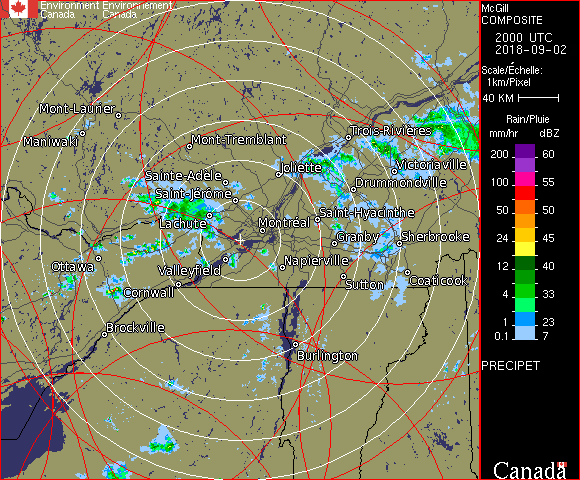 Environment Environnement
Canada Canada
McGill
COMPOSITE
2000 UTC
2018-09-02
Scale/Échelle:
1km/Pixel
40 KM
Rain/Pluie
mm/hr dBZ
200 60
55
100 55
50 50
24 45
12 40
4 33
1 23
0.1 7
PRECIPET
Canada
Mont-Laurier
Maniwaki
Mont-Tremblant
Trois-Rivières
Joliette
Victoriaville
Sainte-Adèle
Drummondville
Saint-Jérôme
Lachute
Saint-Hyacinthe
Montréal
Granby
Sherbrooke
Ottawa
Valleyfield
Napierville
Cornwall
Sutton
Coaticook
Brockville
Burlington